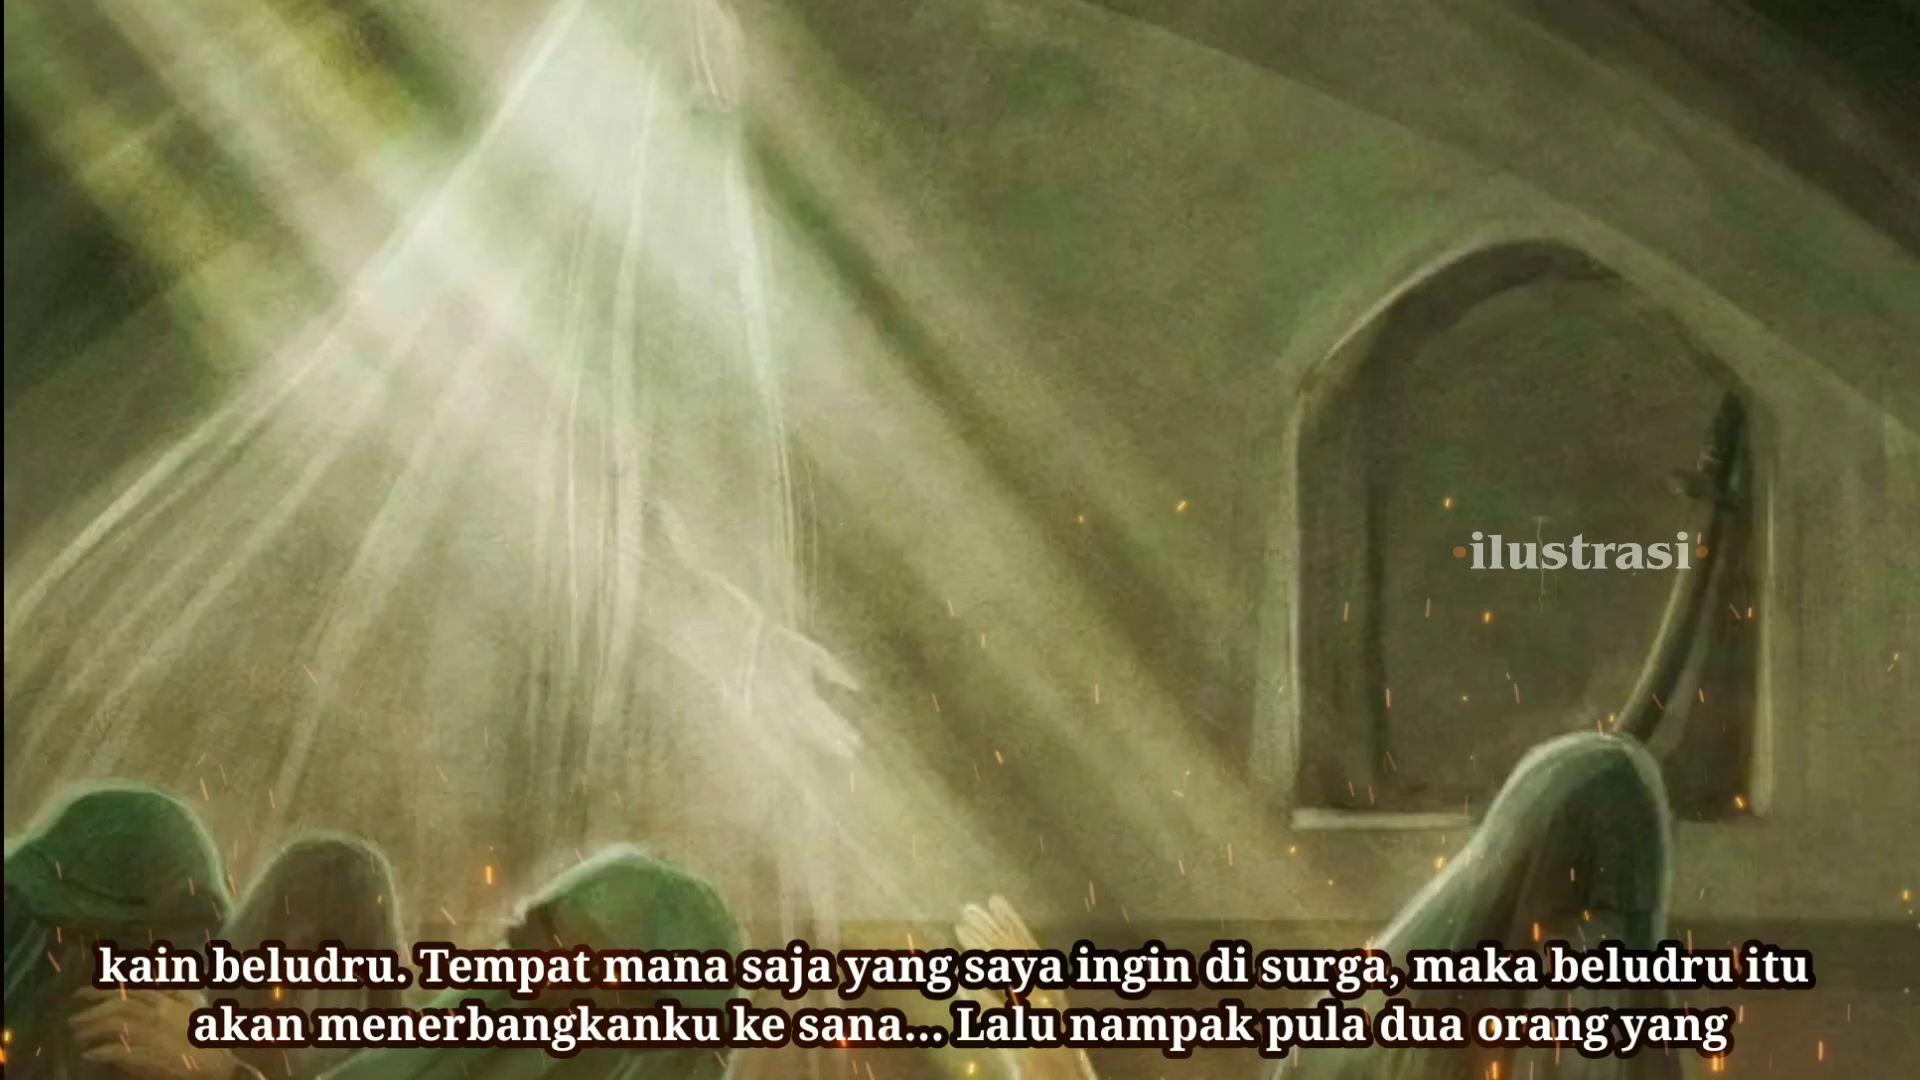 •ilustrasi•
kain beludru. Tempat mana saja yang saya ingin di surga, maka beludru itu
akan menerbangkanku ke sana... Lalu nampak pula dua orang yang